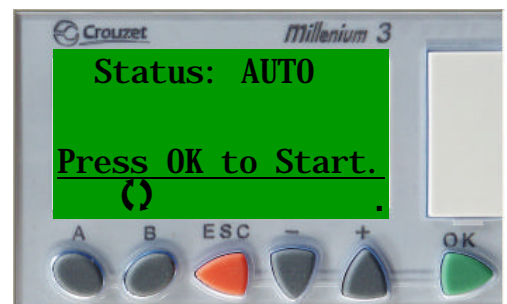 Crouzet Millenium 3
Status: AUTO
Press OK to Start.
.
A B ESC - + OK